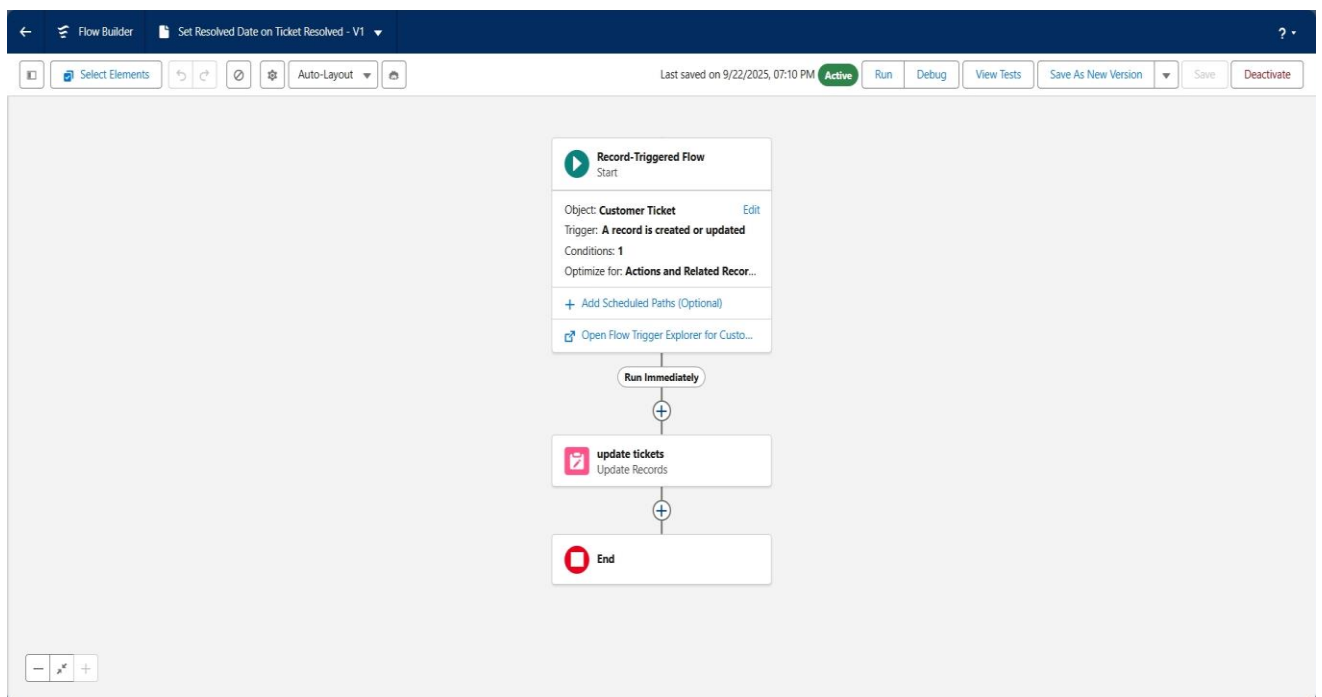 Flow Builder Set Resolved Date on Ticket Resolved - V1 ?
Select Elements Auto-Layout Last saved on 9/22/2025, 07:10 PM Active Run Debug View Tests Save As New Version Save Deactivate
Record-Triggered Flow
Start
Object: Customer Ticket Edit
Trigger: A record is created or updated
Conditions: 1
Optimize for: Actions and Related Recor...
+ Add Scheduled Paths (Optional)
Open Flow Trigger Explorer for Custo...
Run Immediately
update tickets
Update Records
End